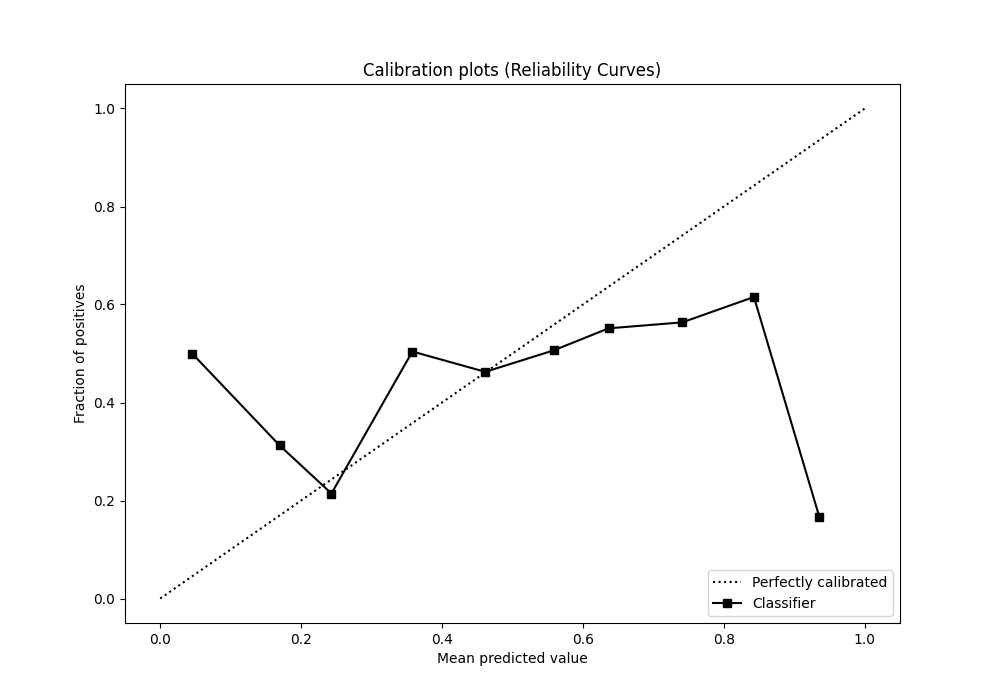 Calibration plots (Reliability Curves)
1.0
0.8
0.6
0.4
0.2
0.0
Fraction of positives
0.0 0.2 0.4 0.6 0.8 1.0
Mean predicted value
Perfectly calibrated
Classifier